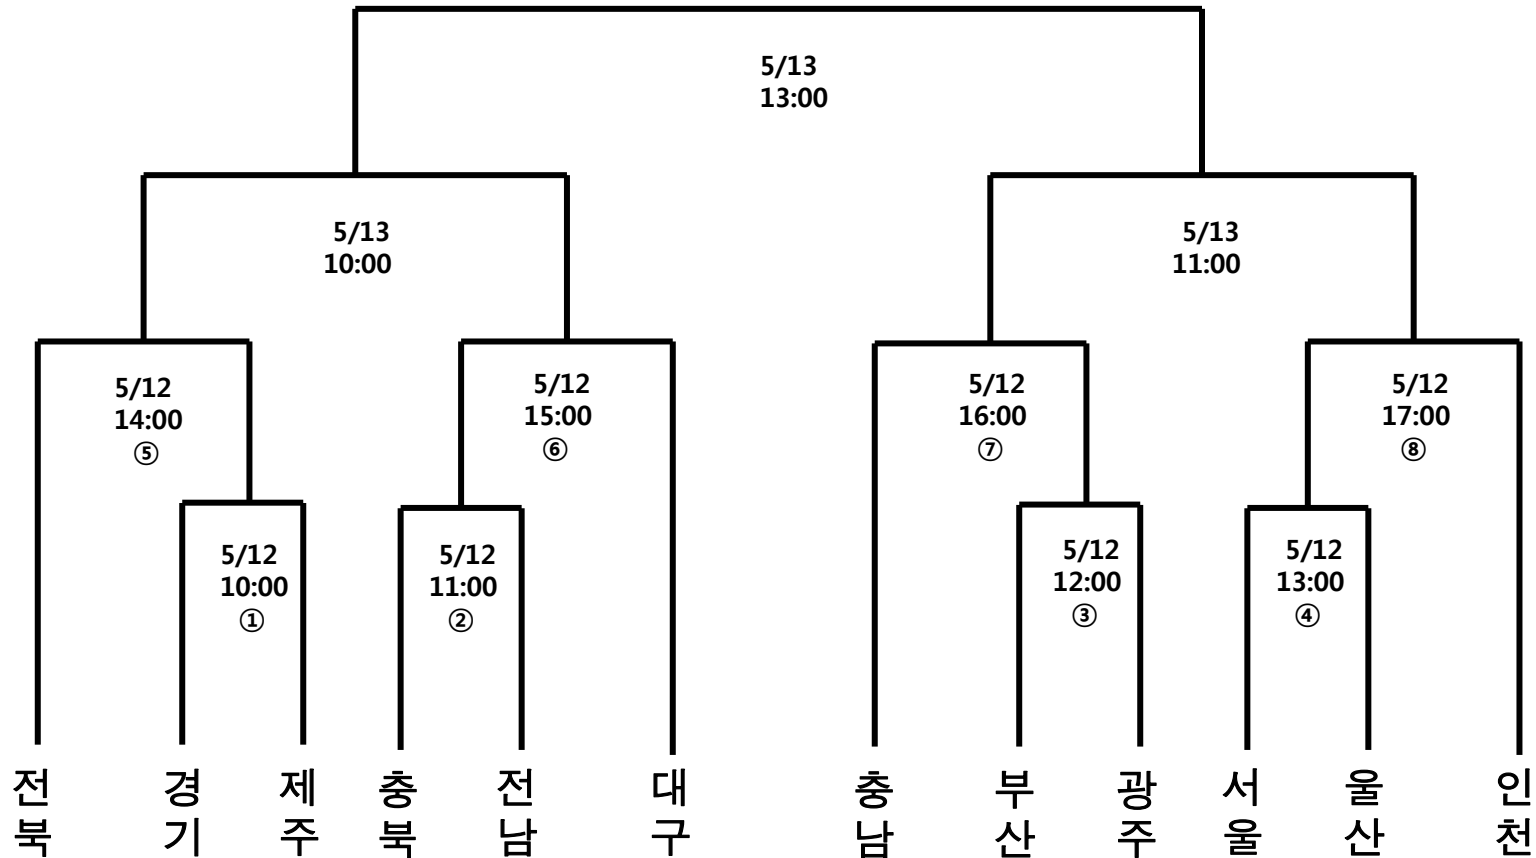 5/13
13:00
5/13
10:00
5/13
11:00
5/12
14:00
⑤
5/12
15:00
⑥
5/12
16:00
⑦
5/12
17:00
⑧
5/12
10:00
①
5/12
11:00
②
5/12
12:00
③
5/12
13:00
④
전북
경기
제주
충북
전남
대구
충남
부산
광주
서울
울산
인천